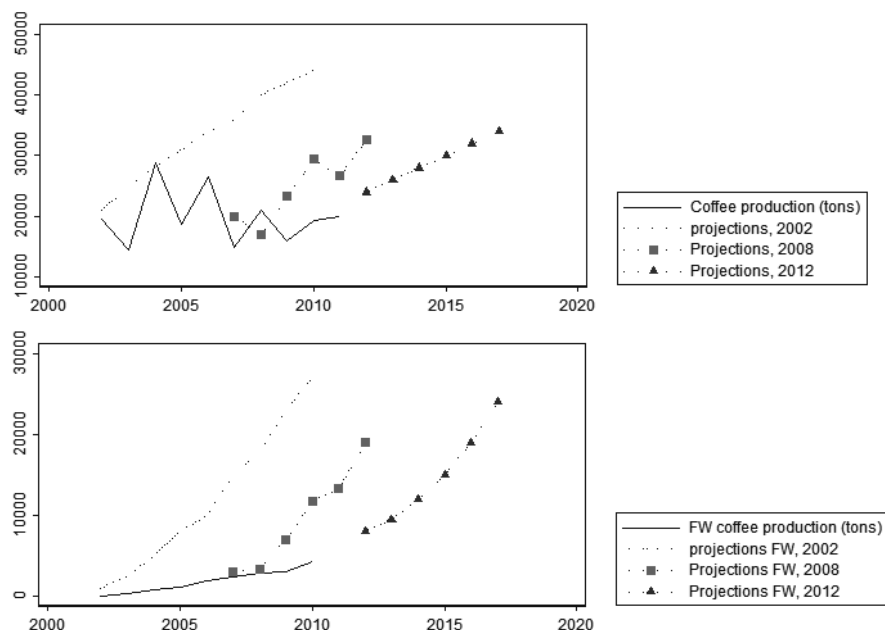 50000
40000
30000
20000
10000
2000 2005 2010 2015 2020
Coffee production (tons)
projections, 2002
Projections, 2008
Projections, 2012
30000
20000
10000
0
2000 2005 2010 2015 2020
FW coffee production (tons)
projections FW, 2002
Projections FW, 2008
Projections FW, 2012